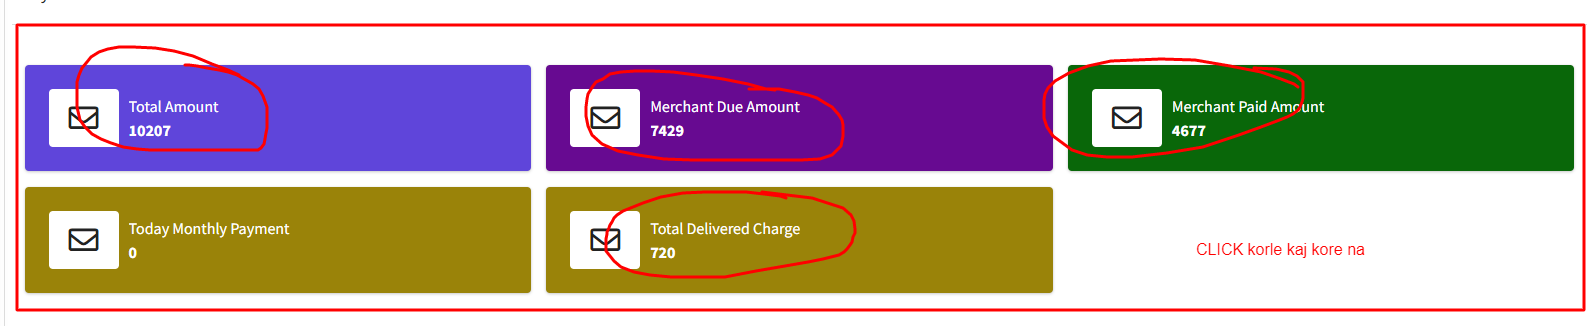 Total Amount
10207
Merchant Due Amount
7429
Merchant Paid Amount
4677
Today Monthly Payment
0
Total Delivered Charge
720
CLICK korle kaj kore na